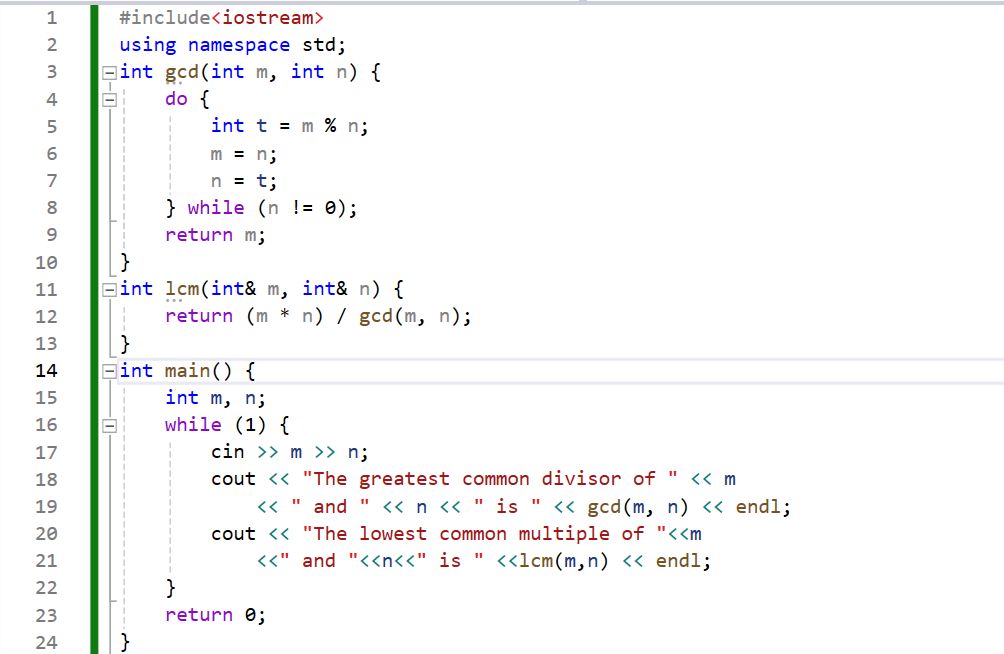 1 #include<iostream>
2 using namespace std;
3 int gcd(int m, int n) {
4 do {
5 int t = m % n;
6 m = n;
7 n = t;
8 } while (n != 0);
9 return m;
10 }
11 int lcm(int& m, int& n) {
12 return (m * n) / gcd(m, n);
13 }
14 int main() {
15 int m, n;
16 while (1) {
17 cin >> m >> n;
18 cout << "The greatest common divisor of " << m
19 << " and " << n << " is " << gcd(m, n) << endl;
20 cout << "The lowest common multiple of "<<m
21 <<" and "<<n<<" is " <<lcm(m,n) << endl;
22 }
23 return 0;
24 }